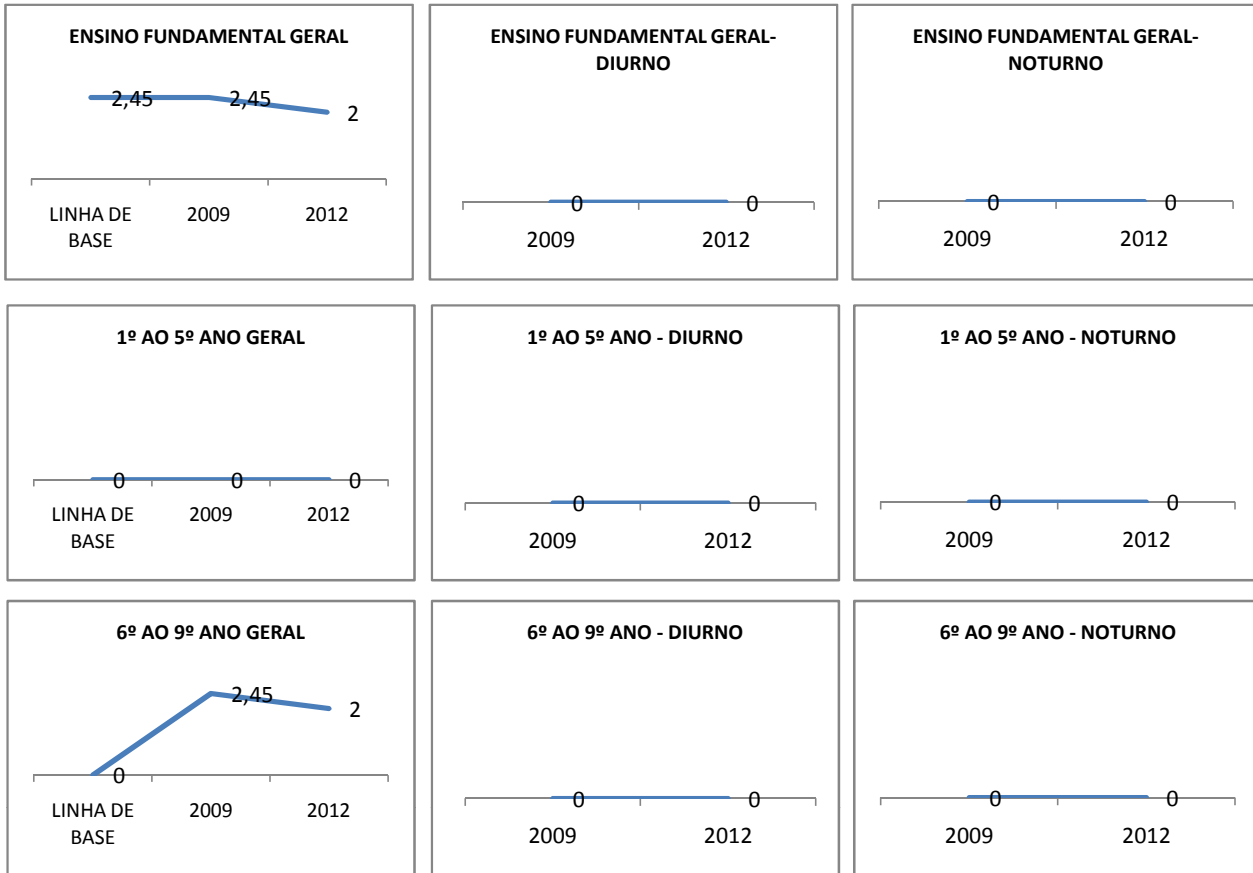 ENSINO FUNDAMENTAL GERAL
2,45 2,45 2
LINHA DE BASE 2009 2012
ENSINO FUNDAMENTAL GERAL-
DIURNO
0 0
2009 2012
ENSINO FUNDAMENTAL GERAL-
NOTURNO
0 0
2009 2012
1º AO 5º ANO GERAL
0 0 0
LINHA DE BASE 2009 2012
1º AO 5º ANO - DIURNO
0 0
2009 2012
1º AO 5º ANO - NOTURNO
0 0
2009 2012
6º AO 9º ANO GERAL
0 2,45 2
LINHA DE BASE 2009 2012
6º AO 9º ANO - DIURNO
0 0
2009 2012
6º AO 9º ANO - NOTURNO
0 0
2009 2012